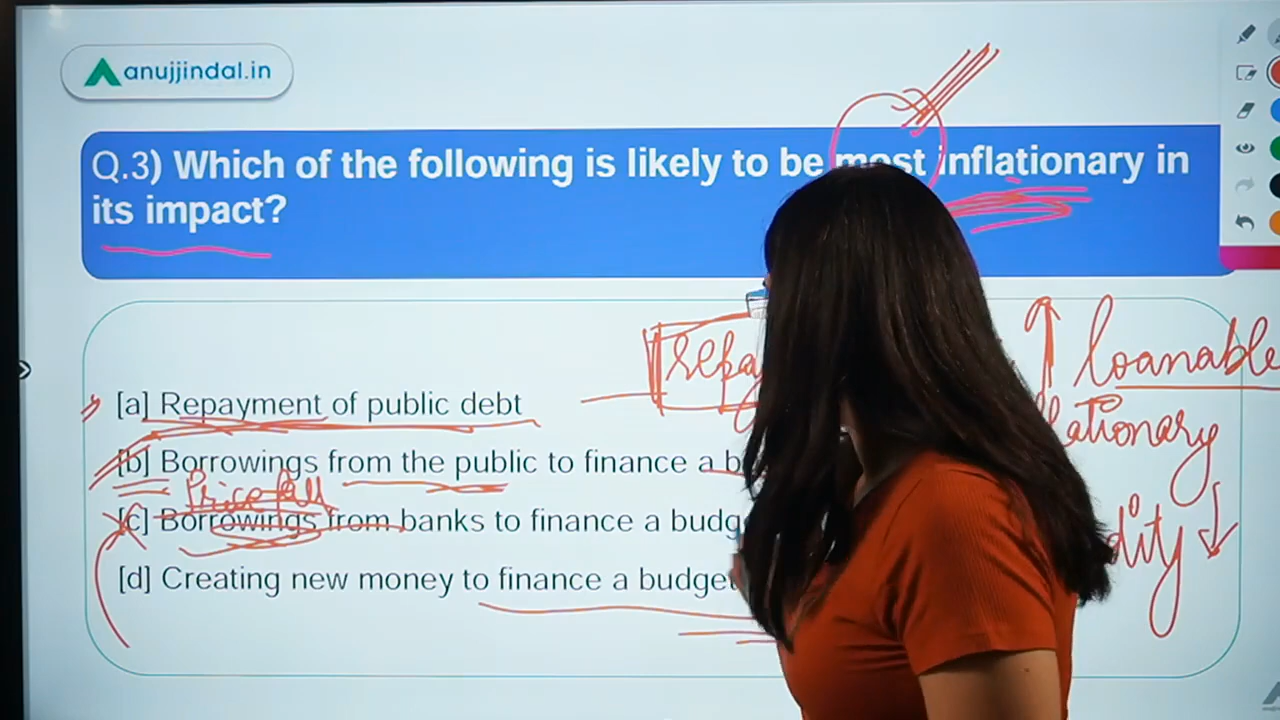 anujjindal.in
Q.3) Which of the following is likely to be most inflationary in
its impact?
↑ loanable
[a] Repayment of public debt
[b] Borrowings from the public to finance a b
Price fall
[c] Borrowings from banks to finance a budg
[d] Creating new money to finance a budget